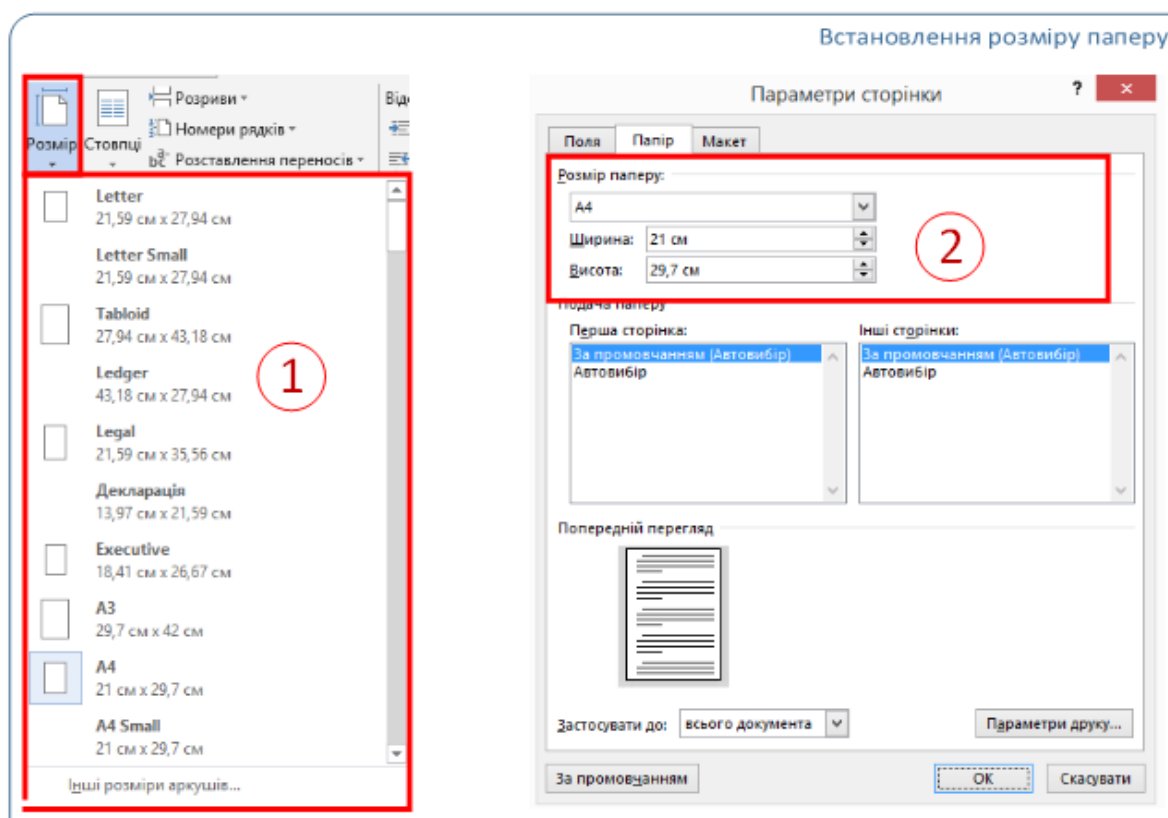 Встановлення розміру паперу
Розмір
Стовпці
Розриви
Номери рядків
Розставлення переносів
Letter
21,59 см x 27,94 см
Letter Small
21,59 см x 27,94 см
Tabloid
27,94 см x 43,18 см
Ledger
43,18 см x 27,94 см
Legal
21,59 см x 35,56 см
Декларація
13,97 см x 21,59 см
Executive
18,41 см x 26,67 см
A3
29,7 см x 42 см
A4
21 см x 29,7 см
A4 Small
21 см x 29,7 см
Інші розміри аркушів...
1
Параметри сторінки
? ×
Поля Папір Макет
Розмір паперу:
A4
Ширина: 21 см
Висота: 29,7 см
2
Подача паперу
Перша сторінка:
За промовчанням (Автовибір)
Автовибір
Інші сторінки:
За промовчанням (Автовибір)
Автовибір
Попередній перегляд
Застосувати до: всього документа
Параметри друку...
За промовчанням
ОК
Скасувати